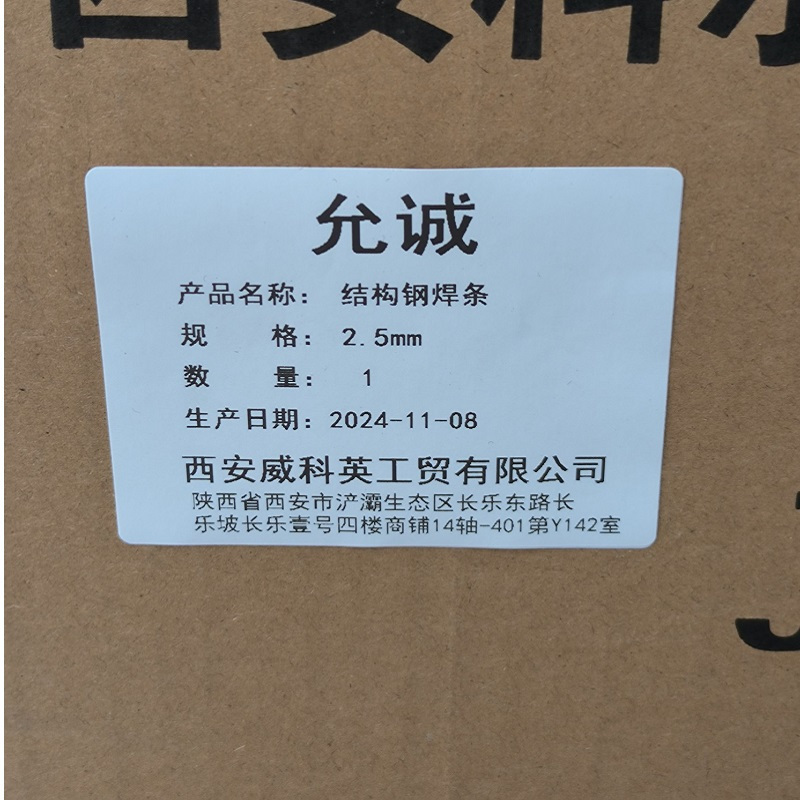 西安科
允诚
产品名称： 结构钢焊条
规 格： 2.5mm
数 量： 1
生产日期：2024-11-08
西安威科英工贸有限公司
陕西省西安市浐灞生态区长乐东路长
乐坡长乐壹号四楼商铺14轴-401第Y142室